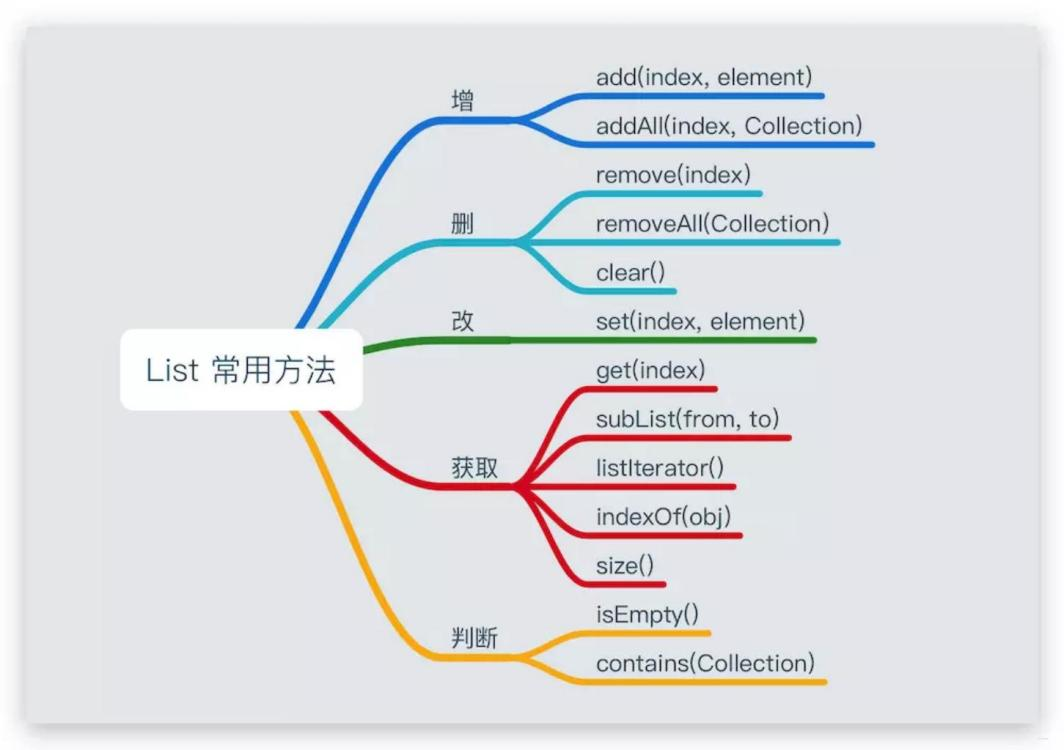 List 常用方法
增
add(index, element)
addAll(index, Collection)
删
remove(index)
removeAll(Collection)
clear()
改
set(index, element)
获取
get(index)
subList(from, to)
listIterator()
indexOf(obj)
size()
判断
isEmpty()
contains(Collection)